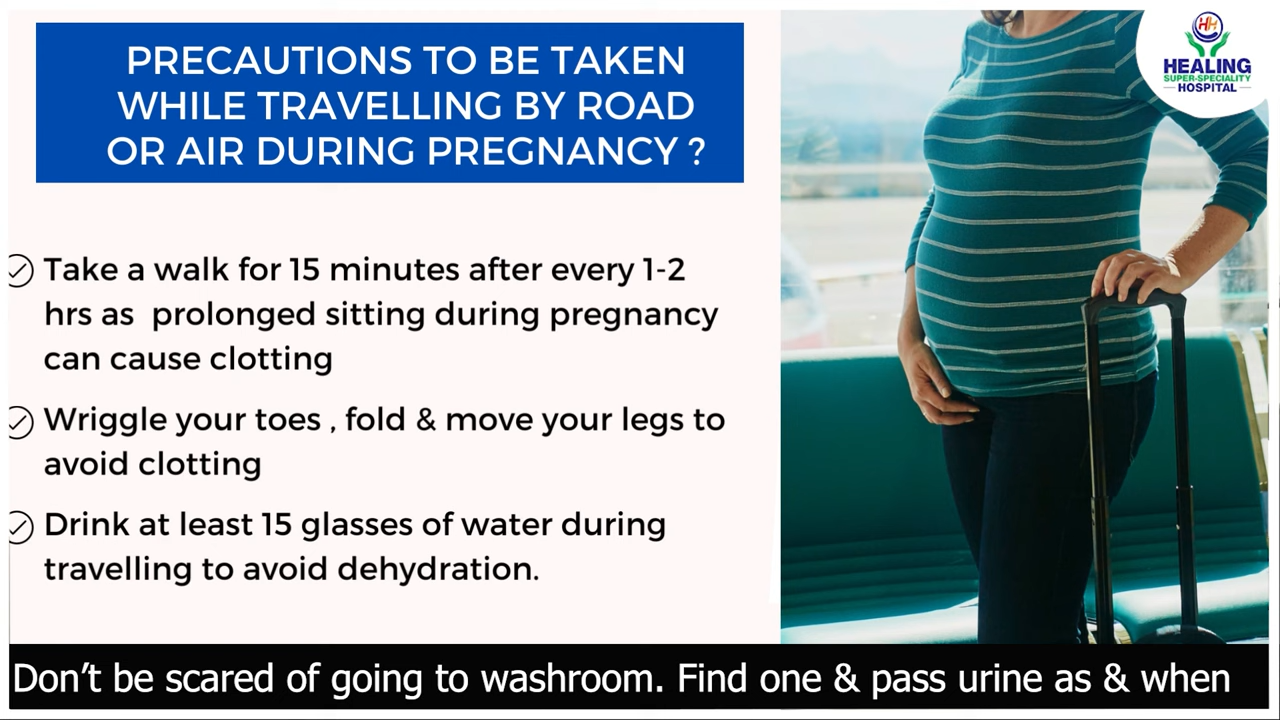 PRECAUTIONS TO BE TAKEN
WHILE TRAVELLING BY ROAD
OR AIR DURING PREGNANCY ?
HH
HEALING
SUPER-SPECIALITY
HOSPITAL
Take a walk for 15 minutes after every 1-2
hrs as prolonged sitting during pregnancy
can cause clotting
Wriggle your toes , fold & move your legs to
avoid clotting
Drink at least 15 glasses of water during
travelling to avoid dehydration.
Don't be scared of going to washroom. Find one & pass urine as & when